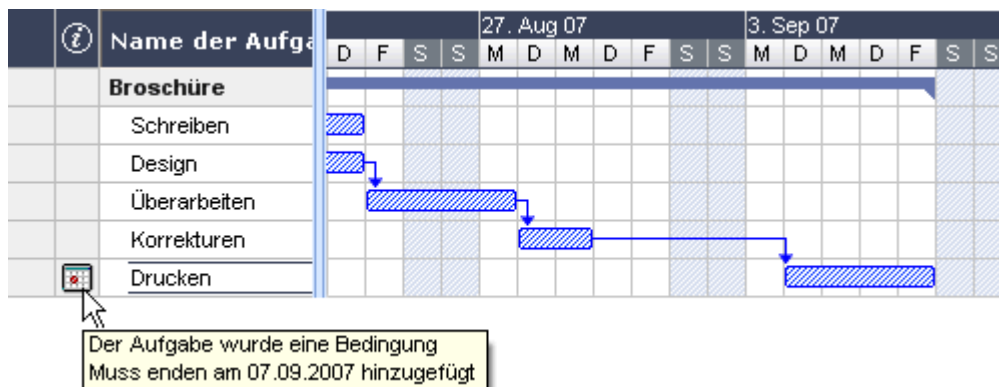 27. Aug 07 3. Sep 07
i Name der Aufga D F S S M D M D F S S M D M D F S S
Broschüre
Schreiben
Design
Überarbeiten
Korrekturen
Drucken
Der Aufgabe wurde eine Bedingung
Muss enden am 07.09.2007 hinzugefügt